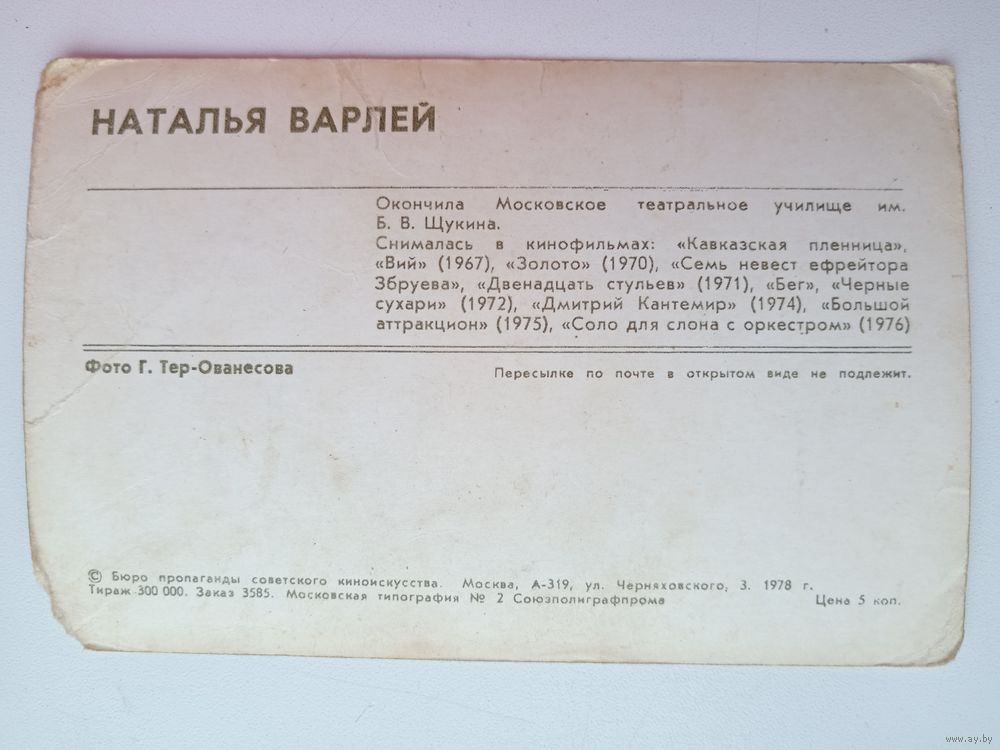 НАТАЛЬЯ ВАРЛЕЙ
Окончила Московское театральное училище им.
Б. В. Щукина.
Снималась в кинофильмах: «Кавказская пленница»,
«Вий» (1967), «Золото» (1970), «Семь невест ефрейтора
Збруева», «Двенадцать стульев» (1971), «Бег», «Черные
сухари» (1972), «Дмитрий Кантемир» (1974), «Большой
аттракцион» (1975), «Соло для слона с оркестром» (1976)
Фото Г. Тер-Ованесова
Пересылке по почте в открытом виде не подлежит.
© Бюро пропаганды советского киноискусства. Москва, А-319, ул. Черняховского, 3. 1978 г.
Тираж 300 000. Заказ 3585. Московская типография № 2 Союзполиграфпрома
Цена 5 коп.
www.ay.by